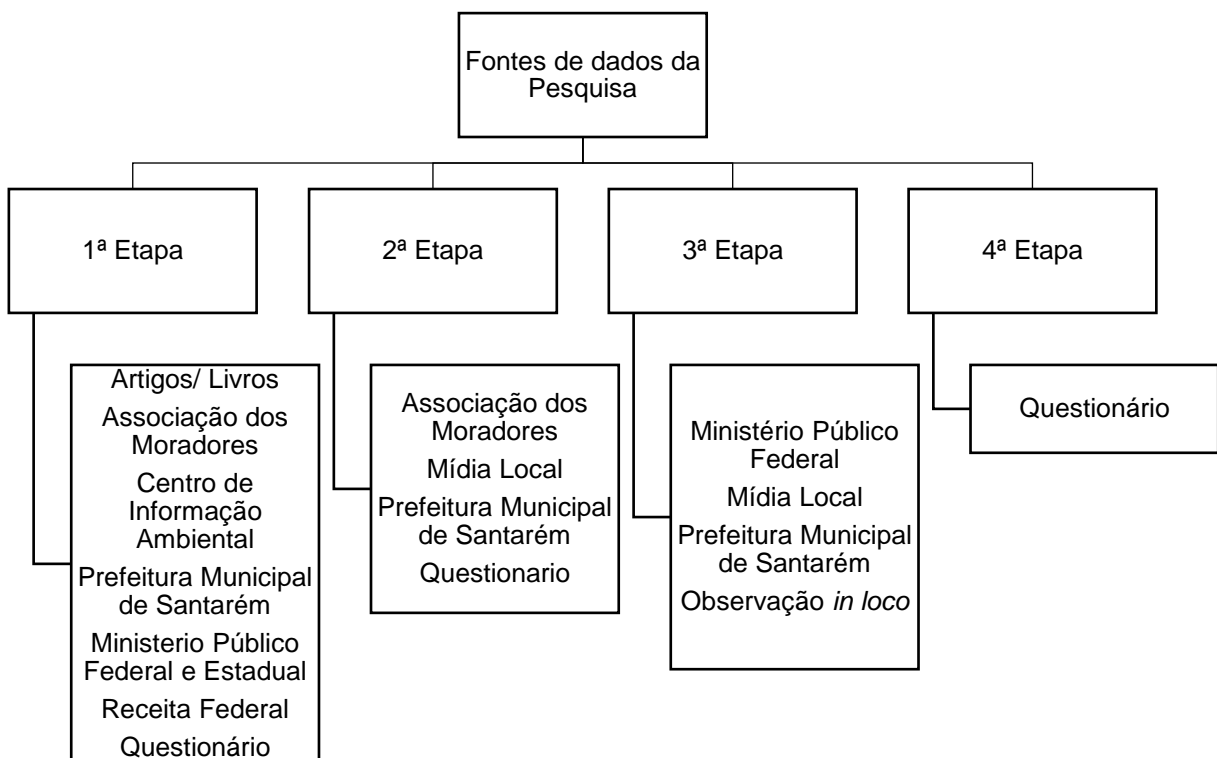 Fontes de dados da
Pesquisa
1ª Etapa
2ª Etapa
3ª Etapa
4ª Etapa
Artigos/ Livros
Associação dos
Moradores
Centro de
Informação
Ambiental
Prefeitura Municipal
de Santarém
Ministerio Público
Federal e Estadual
Receita Federal
Questionário
Associação dos
Moradores
Mídia Local
Prefeitura Municipal
de Santarém
Questionario
Ministério Público
Federal
Mídia Local
Prefeitura Municipal
de Santarém
Observação in loco
Questionário